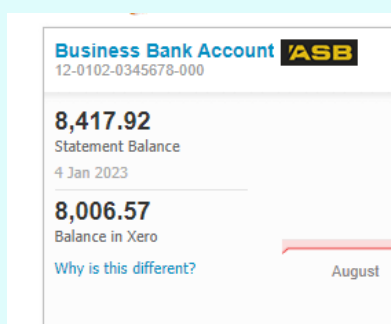 Business Bank Account ASB
12-0102-0345678-000
8,417.92
Statement Balance
4 Jan 2023
8,006.57
Balance in Xero
Why is this different?
August